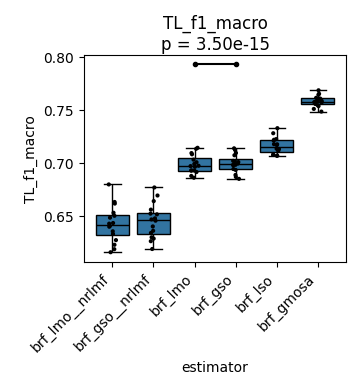 TL_f1_macro
p = 3.50e-15
0.80
0.75
0.70
0.65
TL_f1_macro
brf_lmo__nrlmf
brf_gso__nrlmf
brf_lmo
brf_gso
brf_lso
brf_gmosa
estimator